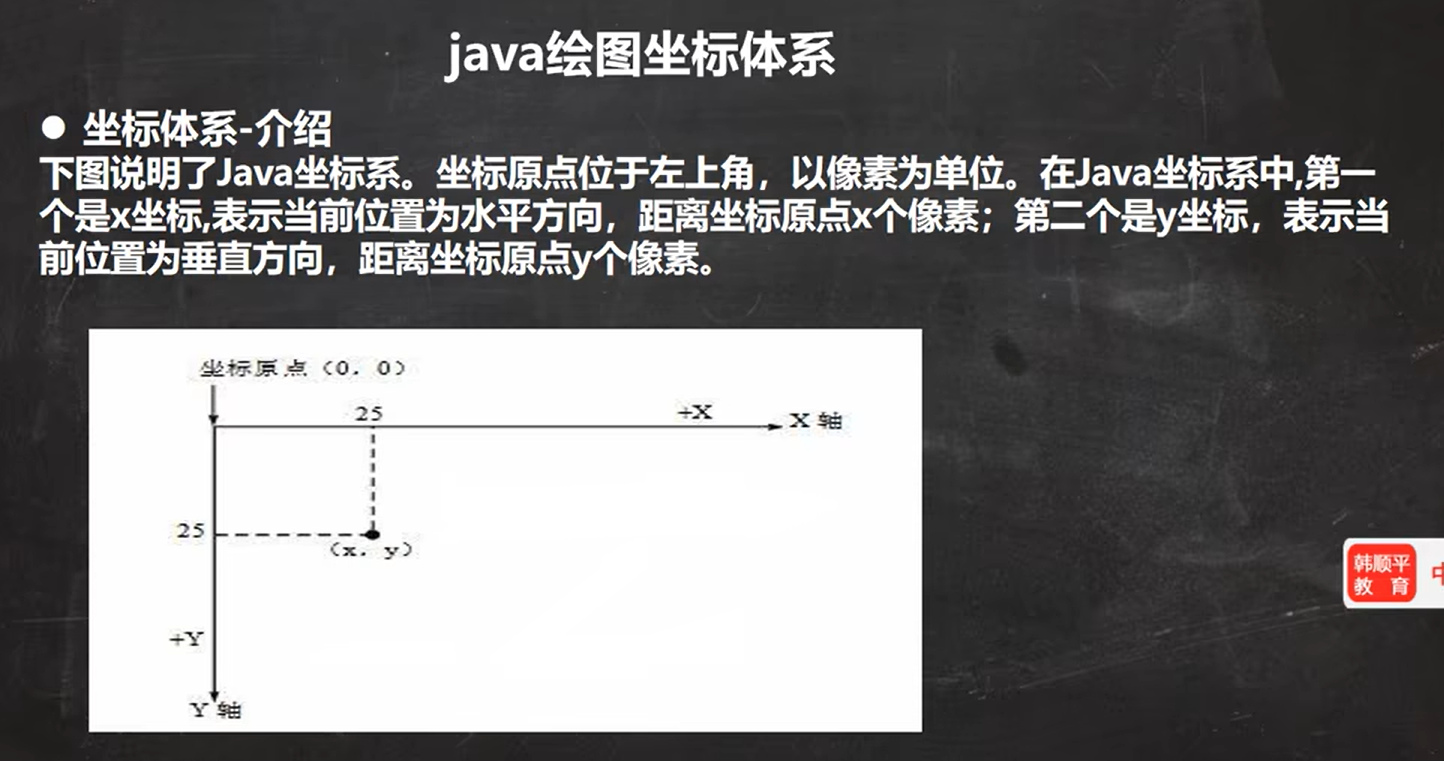 java绘图坐标体系
● 坐标体系-介绍
下图说明了Java坐标系。坐标原点位于左上角，以像素为单位。在Java坐标系中,第一
个是x坐标,表示当前位置为水平方向，距离坐标原点x个像素；第二个是y坐标，表示当
前位置为垂直方向，距离坐标原点y个像素。
坐标原点（0，0）
25
+X
X 轴
25
（x，y）
+Y
Y 轴
韩顺平
教 育